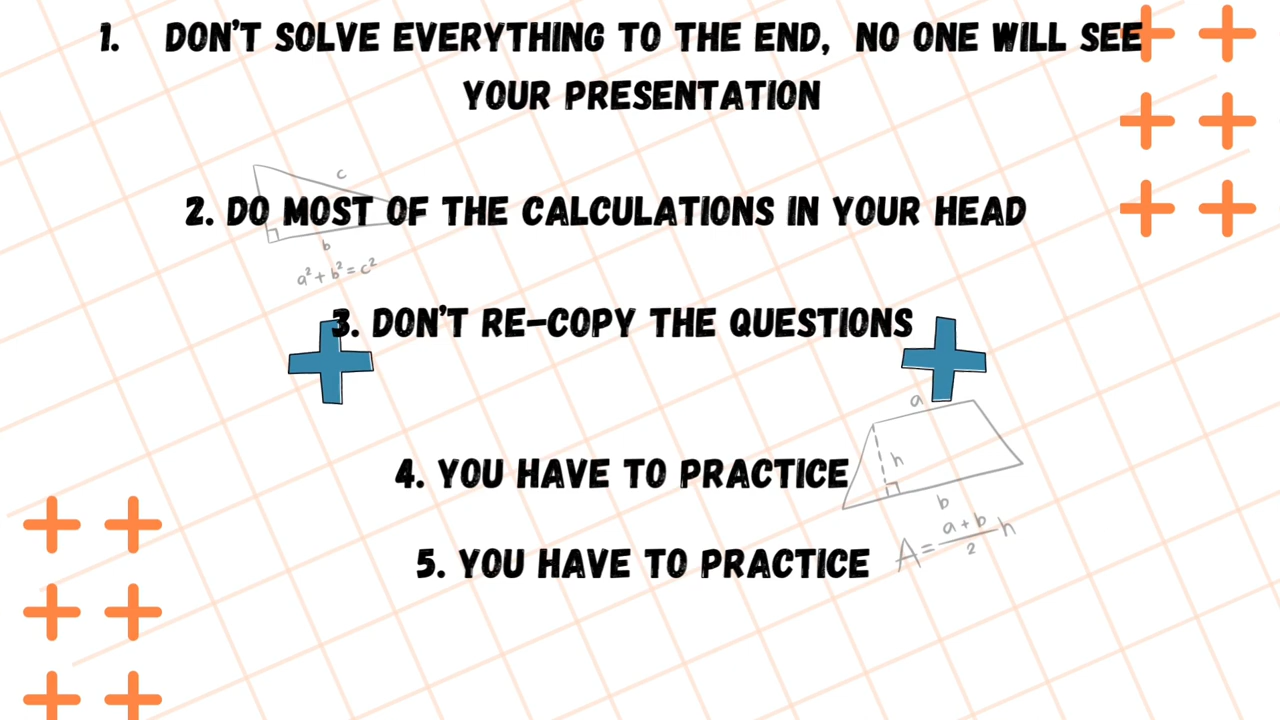 1. DON'T SOLVE EVERYTHING TO THE END, NO ONE WILL SEE
YOUR PRESENTATION
c
2. DO MOST OF THE CALCULATIONS IN YOUR HEAD
b
a² + b² = c²
3. DON'T RE-COPY THE QUESTIONS
a
h
4. YOU HAVE TO PRACTICE
b
A = a + b / 2 h
5. YOU HAVE TO PRACTICE